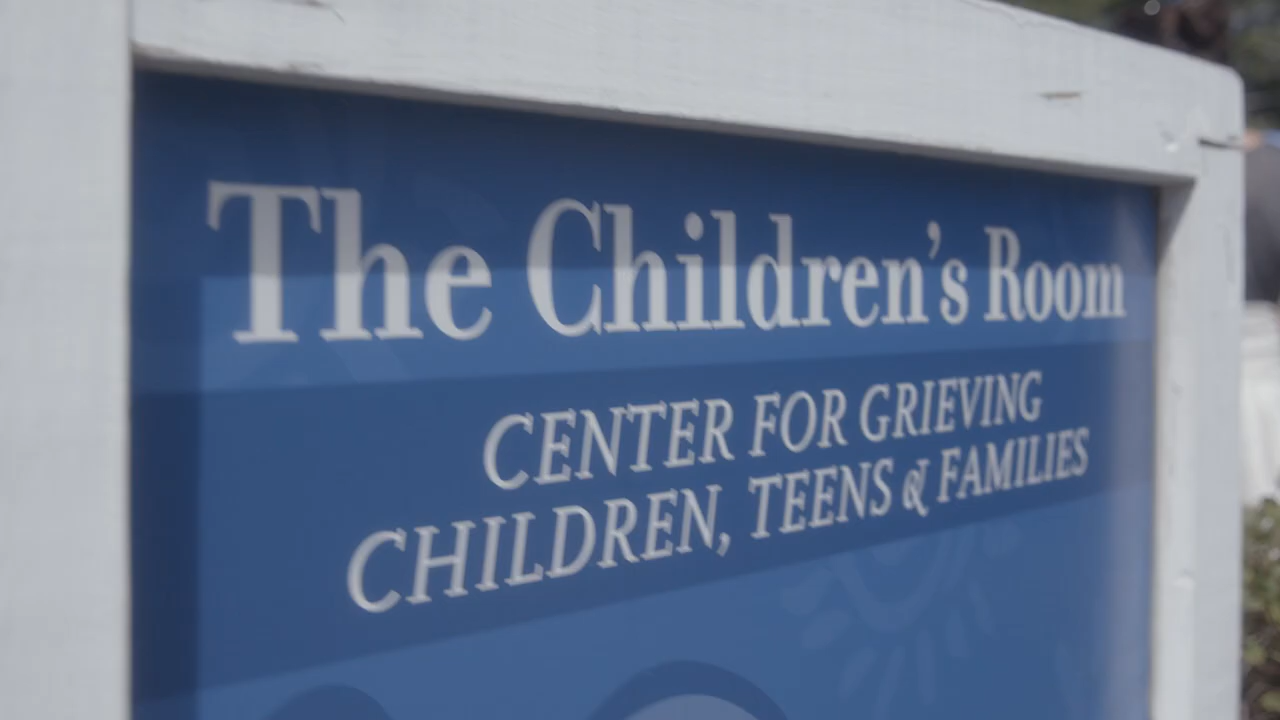 The Children's Room
CENTER FOR GRIEVING
CHILDREN, TEENS & FAMILIES